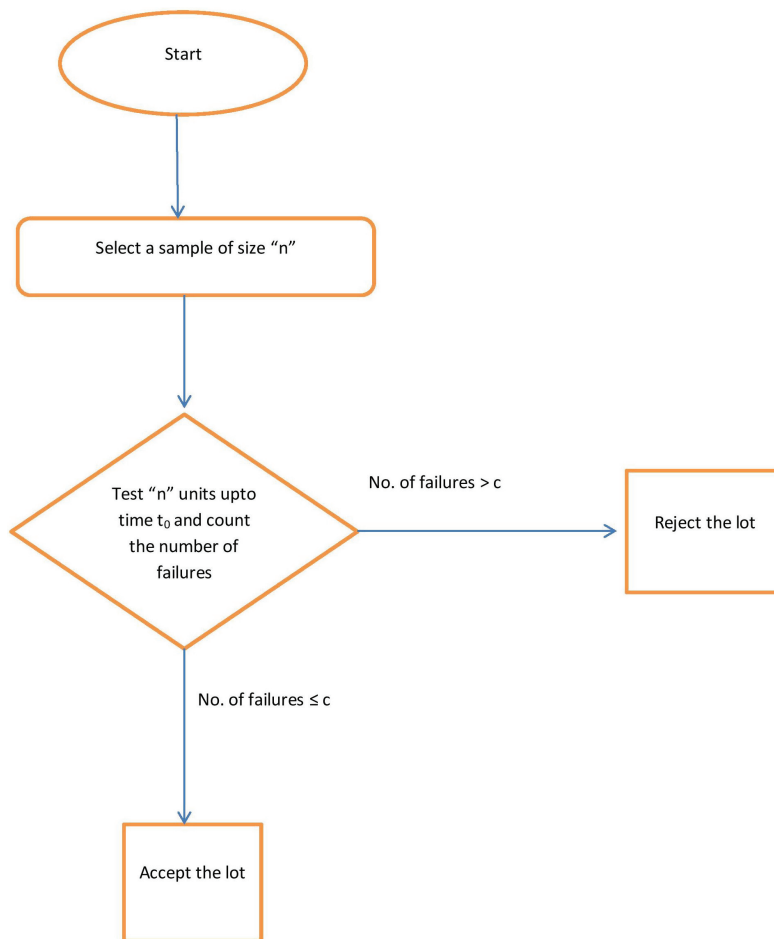 Start
Select a sample of size “n”
Test “n” units upto
time t₀ and count
the number of
failures
No. of failures > c
Reject the lot
No. of failures ≤ c
Accept the lot